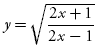 y = √((2x + 1)/(2x − 1))